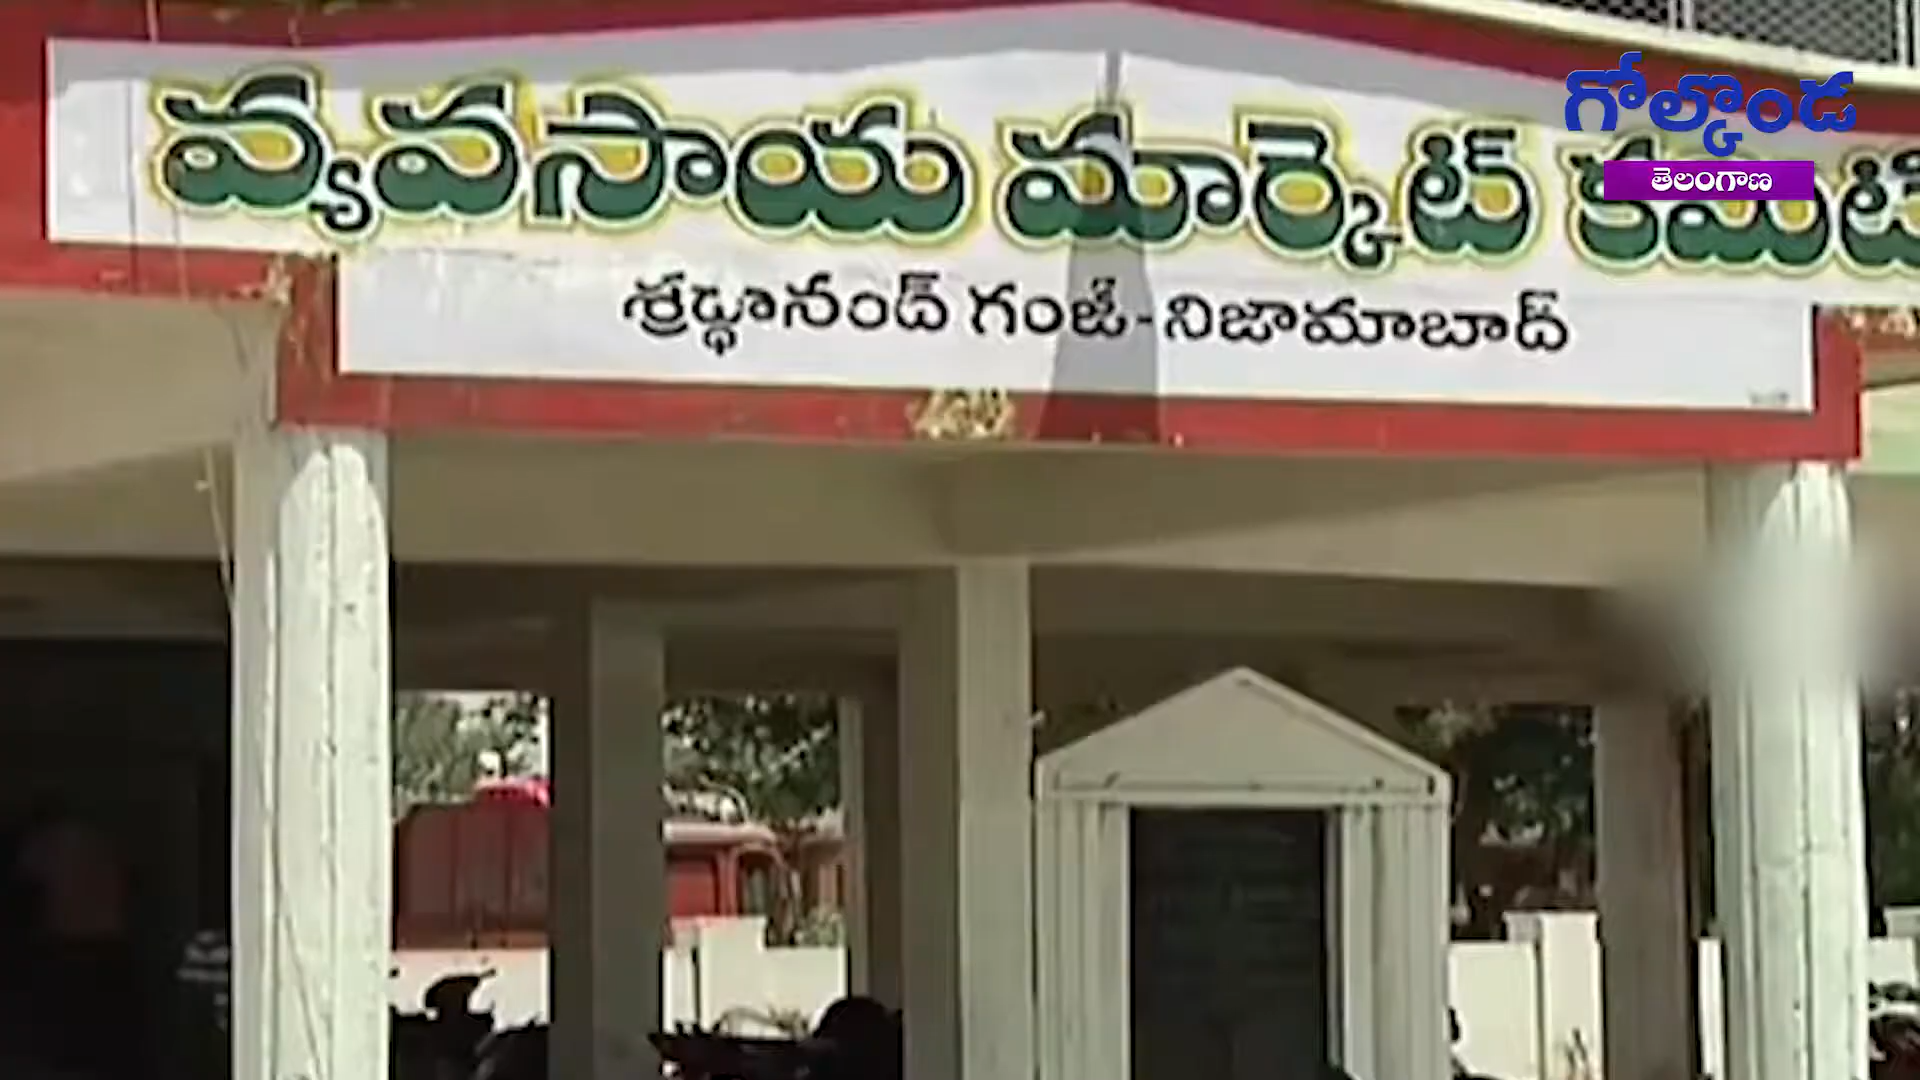 వ్యవసాయ మార్కెట్ కమిటి
శ్రద్ధానంద్ గంజ్-నిజామాబాద్
గోల్కొండ
తెలంగాణ